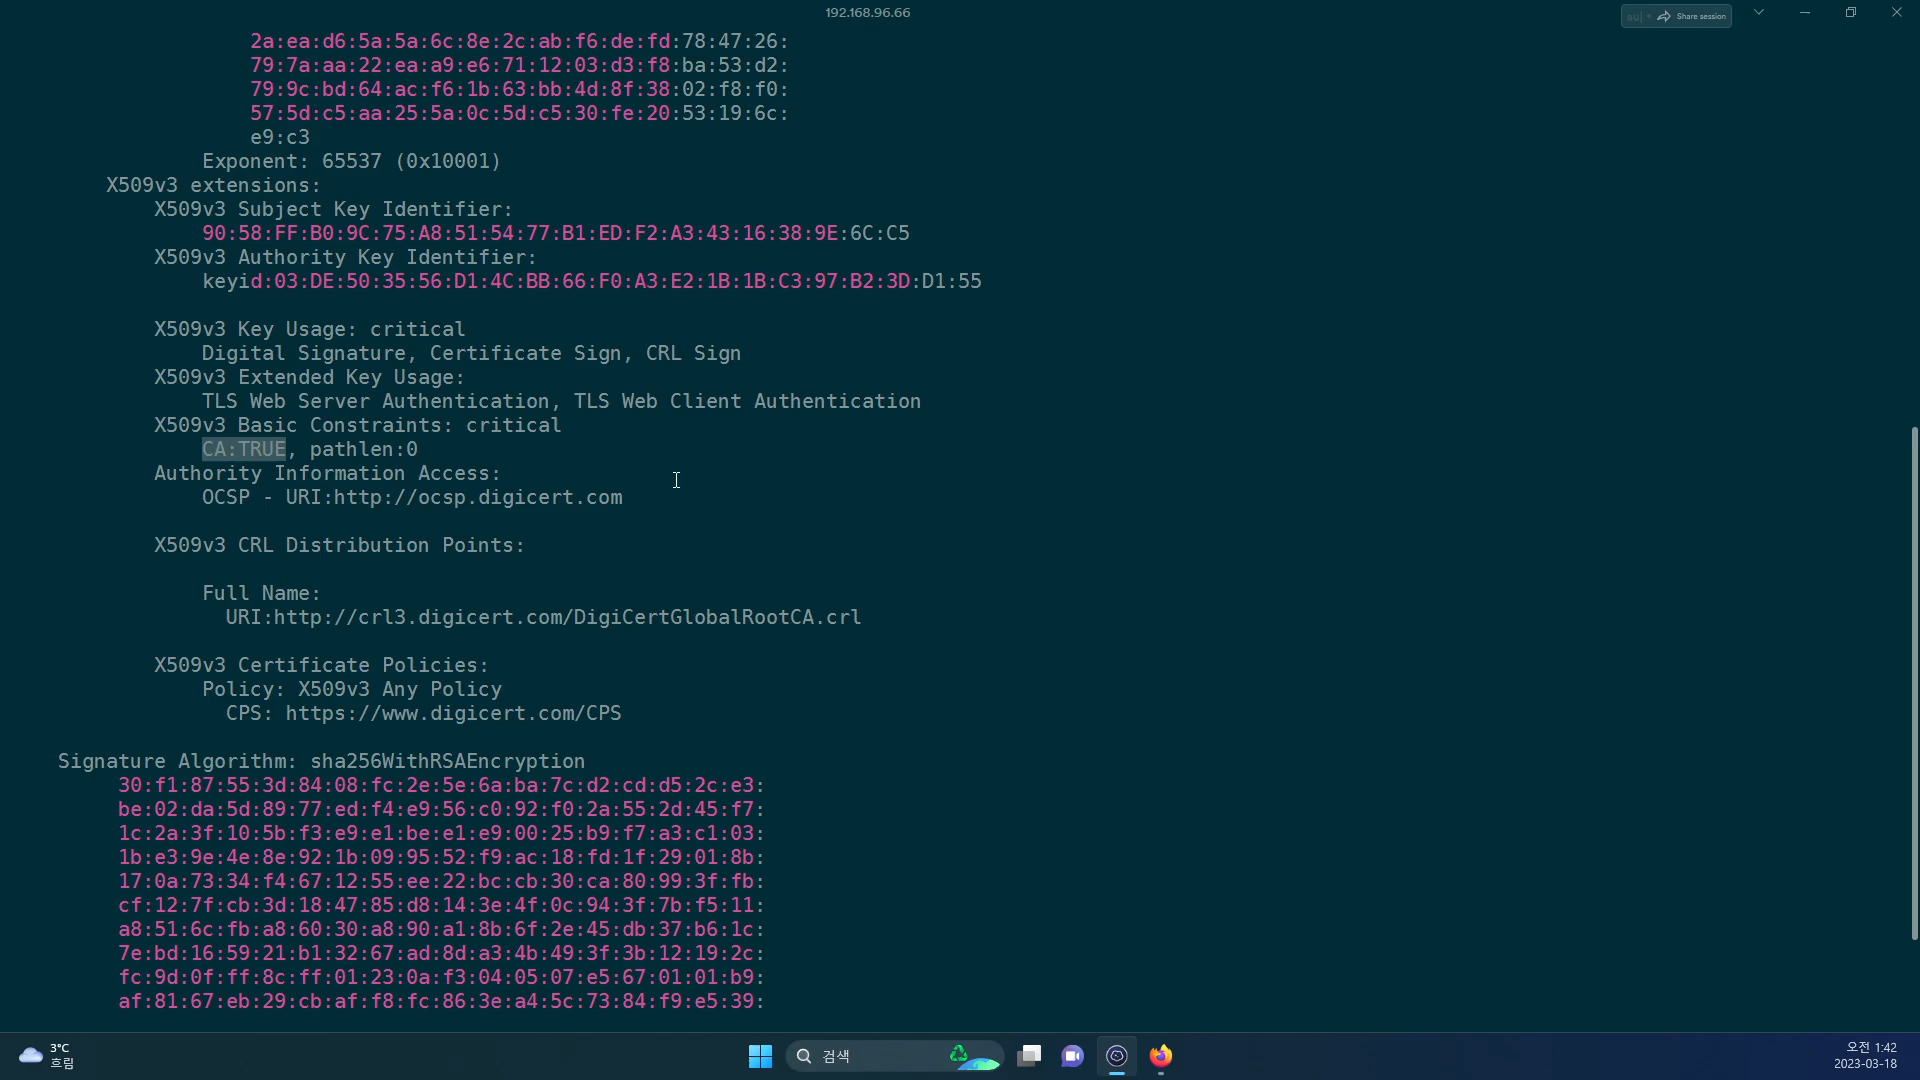 192.168.96.66
Share session
2a:ea:d6:5a:5a:6c:8e:2c:ab:f6:de:fd:78:47:26:
79:7a:aa:22:ea:a9:e6:71:12:03:d3:f8:ba:53:d2:
79:9c:bd:64:ac:f6:1b:63:bb:4d:8f:38:02:f8:f0:
57:5d:c5:aa:25:5a:0c:5d:c5:30:fe:20:53:19:6c:
e9:c3
Exponent: 65537 (0x10001)
X509v3 extensions:
X509v3 Subject Key Identifier:
90:58:FF:B0:9C:75:A8:51:54:77:B1:ED:F2:A3:43:16:38:9E:6C:C5
X509v3 Authority Key Identifier:
keyid:03:DE:50:35:56:D1:4C:BB:66:F0:A3:E2:1B:1B:C3:97:B2:3D:D1:55
X509v3 Key Usage: critical
Digital Signature, Certificate Sign, CRL Sign
X509v3 Extended Key Usage:
TLS Web Server Authentication, TLS Web Client Authentication
X509v3 Basic Constraints: critical
CA:TRUE, pathlen:0
Authority Information Access:
OCSP - URI:http://ocsp.digicert.com
X509v3 CRL Distribution Points:
Full Name:
URI:http://crl3.digicert.com/DigiCertGlobalRootCA.crl
X509v3 Certificate Policies:
Policy: X509v3 Any Policy
CPS: https://www.digicert.com/CPS
Signature Algorithm: sha256WithRSAEncryption
30:f1:87:55:3d:84:08:fc:2e:5e:6a:ba:7c:d2:cd:d5:2c:e3:
be:02:da:5d:89:77:ed:f4:e9:56:c0:92:f0:2a:55:2d:45:f7:
1c:2a:3f:10:5b:f3:e9:e1:be:e1:e9:00:25:b9:f7:a3:c1:03:
1b:e3:9e:4e:8e:92:1b:09:95:52:f9:ac:18:fd:1f:29:01:8b:
17:0a:73:34:f4:67:12:55:ee:22:bc:cb:30:ca:80:99:3f:fb:
cf:12:7f:cb:3d:18:47:85:d8:14:3e:4f:0c:94:3f:7b:f5:11:
a8:51:6c:fb:a8:60:30:a8:90:a1:8b:6f:2e:45:db:37:b6:1c:
7e:bd:16:59:21:b1:32:67:ad:8d:a3:4b:49:3f:3b:12:19:2c:
fc:9d:0f:ff:8c:ff:01:23:0a:f3:04:05:07:e5:67:01:01:b9:
af:81:67:eb:29:cb:af:f8:fc:86:3e:a4:5c:73:84:f9:e5:39:
3°C
흐림
검색
오전 1:42
2023-03-18